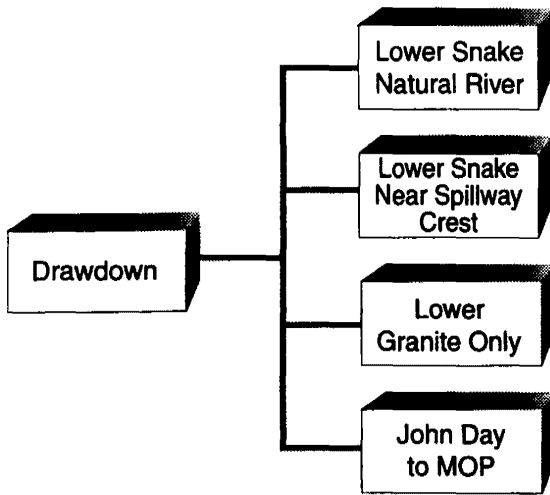 Drawdown
Lower Snake
Natural River
Lower Snake
Near Spillway
Crest
Lower
Granite Only
John Day
to MOP